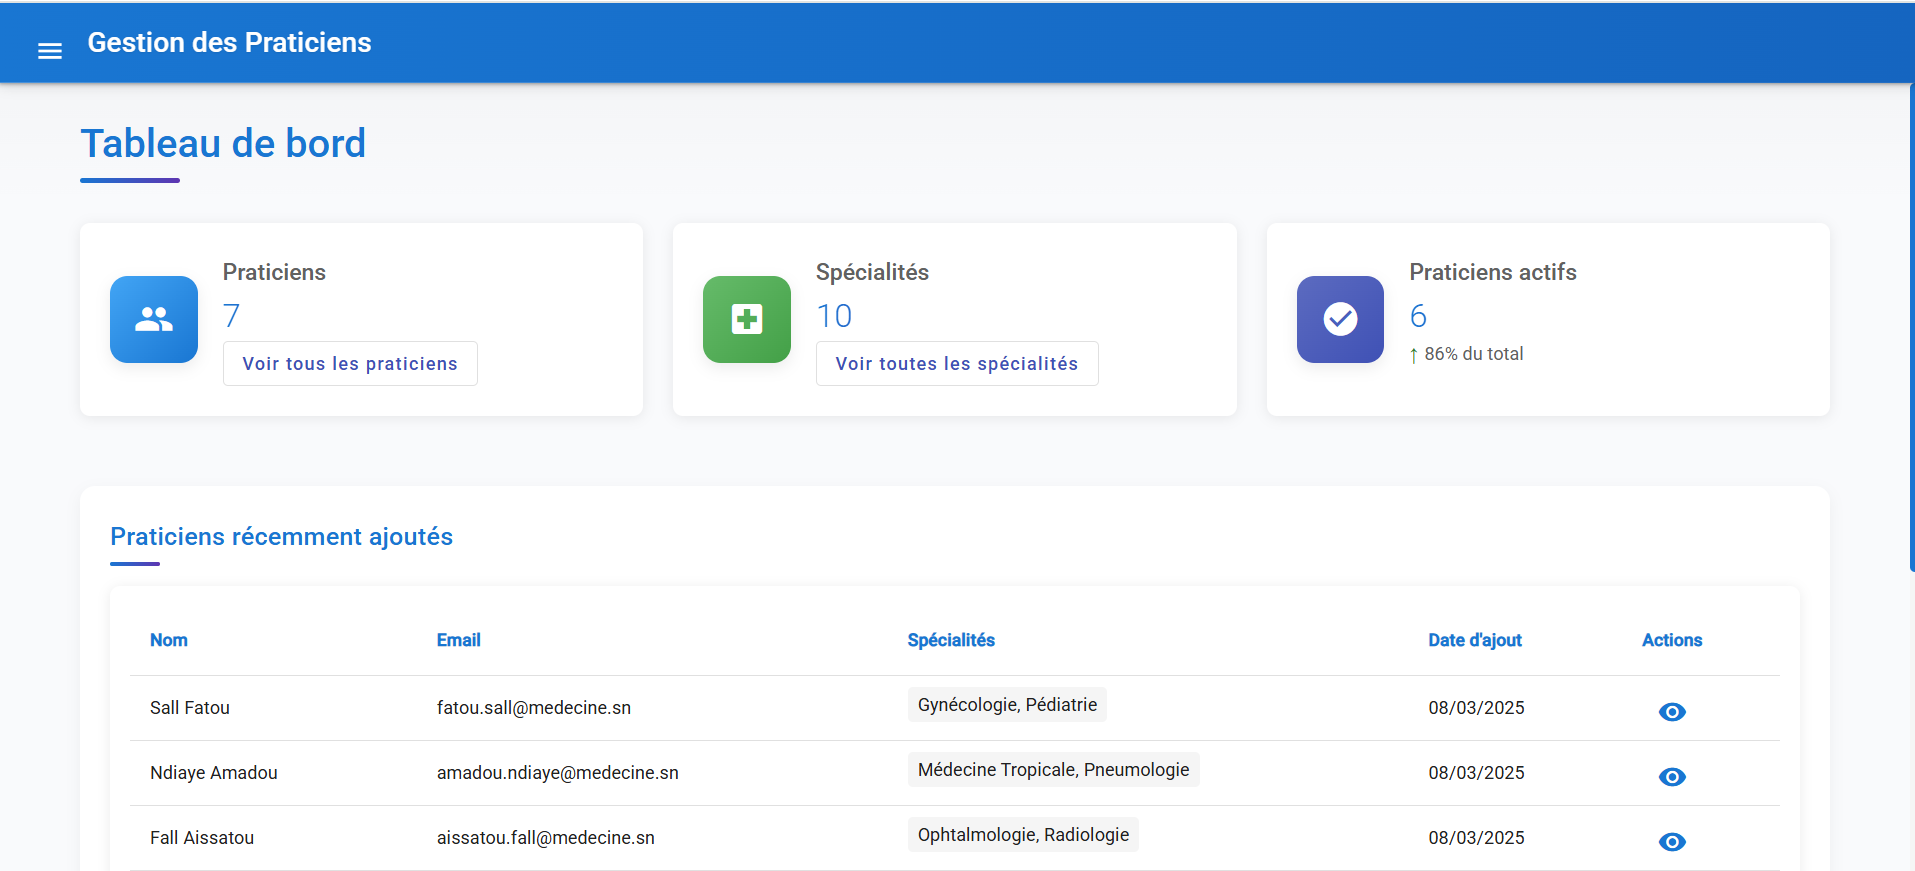 Gestion des Praticiens
Tableau de bord
Praticiens
7
Voir tous les praticiens
Spécialités
10
Voir toutes les spécialités
Praticiens actifs
6
↑ 86% du total
Praticiens récemment ajoutés
Nom Email Spécialités Date d'ajout Actions
Sall Fatou fatou.sall@medecine.sn Gynécologie, Pédiatrie 08/03/2025
Ndiaye Amadou amadou.ndiaye@medecine.sn Médecine Tropicale, Pneumologie 08/03/2025
Fall Aissatou aissatou.fall@medecine.sn Ophtalmologie, Radiologie 08/03/2025